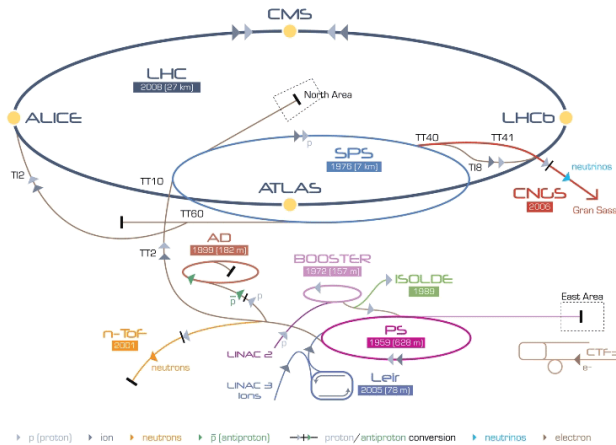 CMS
LHC
2008 (27 km)
North Area
ALICE
LHCb
p
TT40
TT41
SPS
1976 (7 km)
TI8
neutrinos
TI2
TT10
ATLAS
CNGS
2006
Gran Sass
TT60
AD
1999 (182 m)
TT2
BOOSTER
1972 (157 m)
ISOLDE
1989
p
p̅
East Area
n-ToF
2001
PS
1959 (628 m)
LINAC 2
p
neutrons
CTF
e-
LINAC 3
Ions
Leir
2005 (78 m)
p (proton)
ion
neutrons
p̅ (antiproton)
proton/antiproton conversion
neutrinos
electron